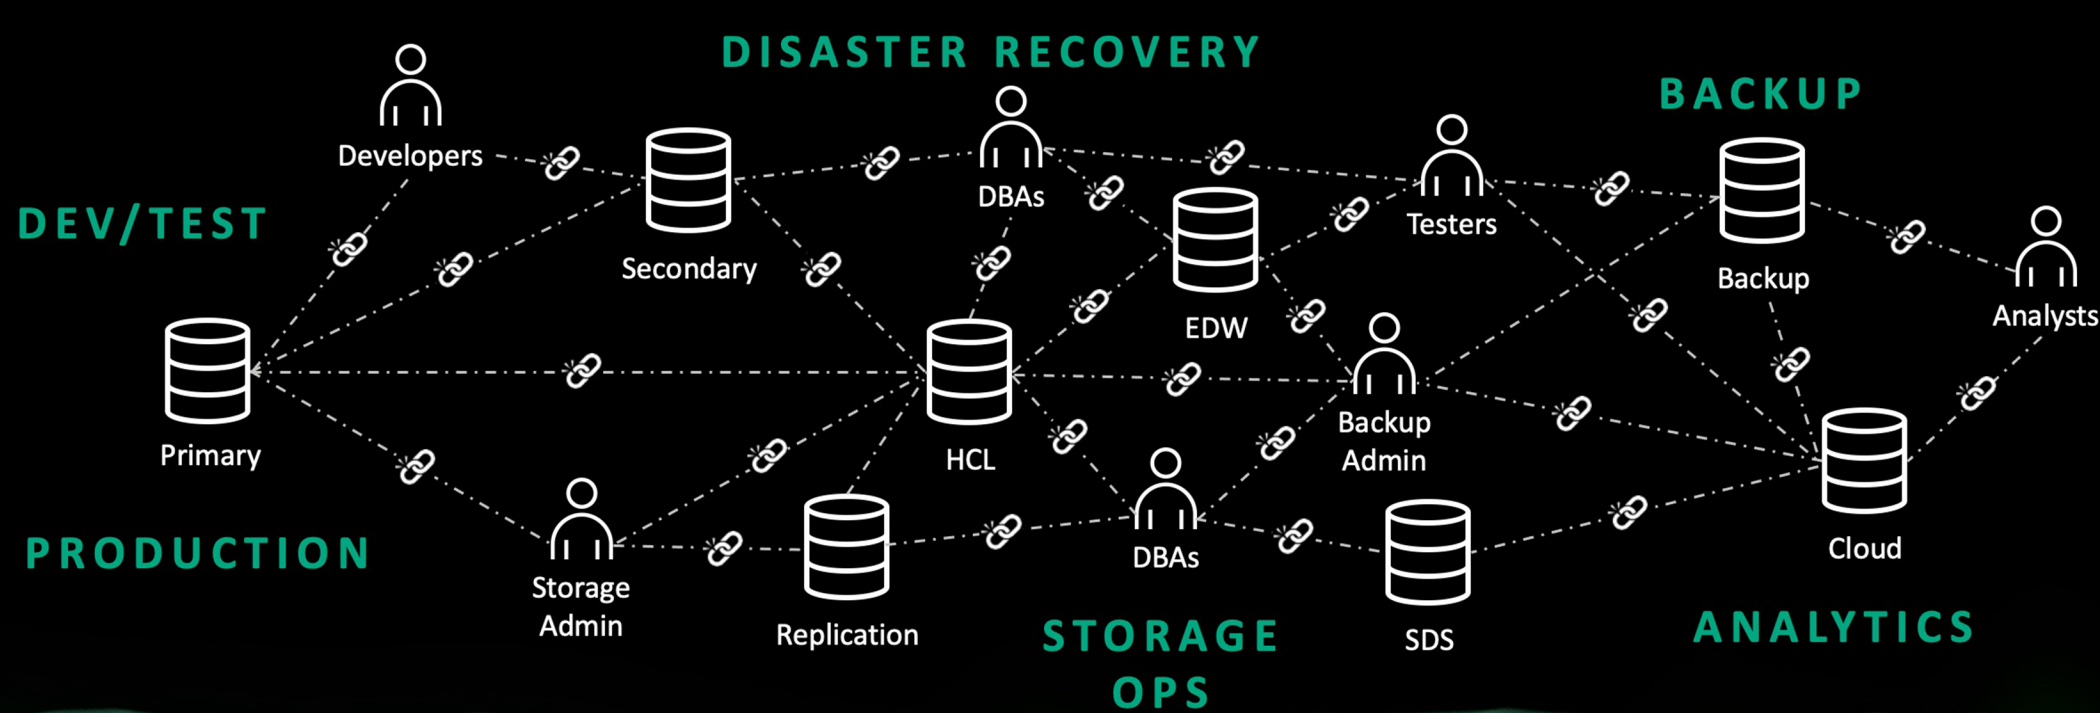 DISASTER RECOVERY
BACKUP
Developers
DBAs
Testers
DEV/TEST
Secondary
Backup
Analysts
EDW
Primary
HCL
Backup
Admin
PRODUCTION
Storage
Admin
Replication
DBAs
SDS
Cloud
STORAGE
OPS
ANALYTICS